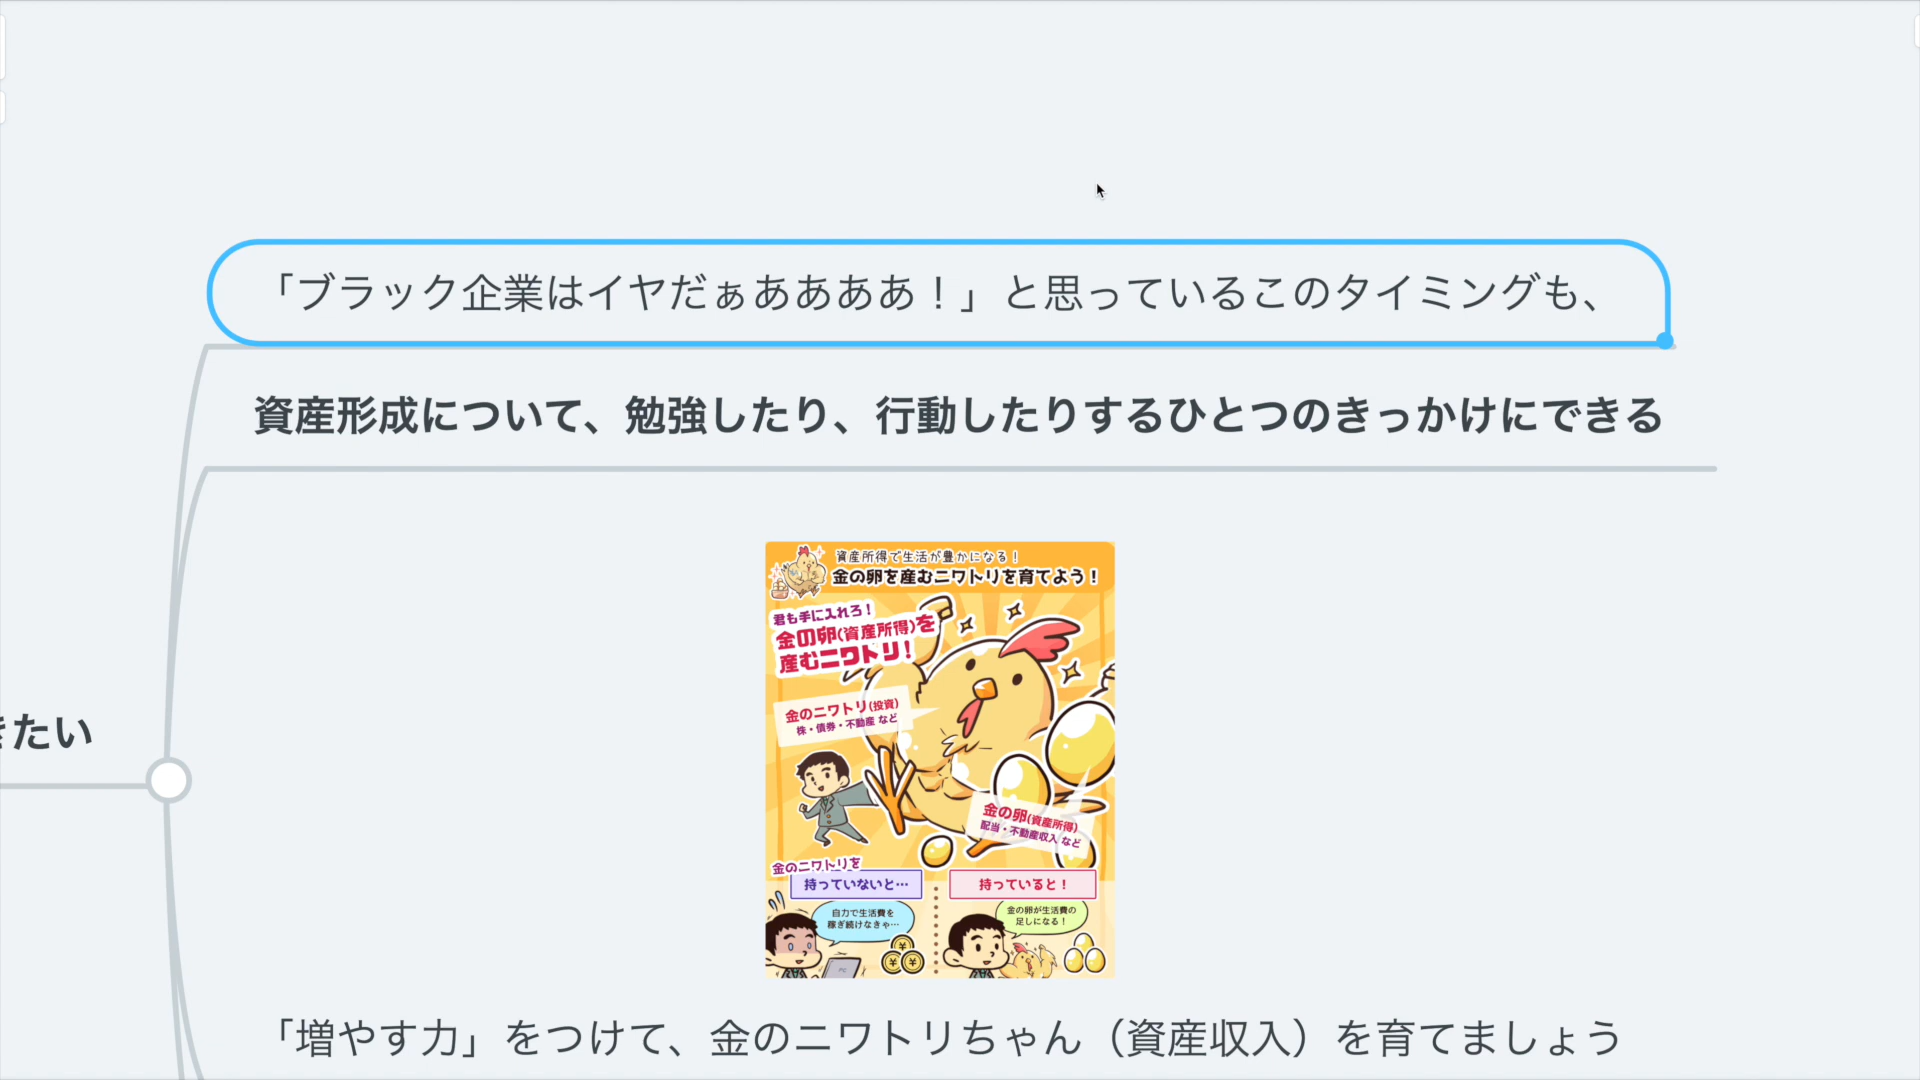 「ブラック企業はイヤだぁああああ！」と思っているこのタイミングも、
資産形成について、勉強したり、行動したりするひとつのきっかけにできる
資産所得で生活が豊かになる！
金の卵を産むニワトリを育てよう！
君も手に入れろ！
金の卵(資産所得)を
産むニワトリ！
金のニワトリ(投資)
株・債券・不動産 など
きたい
金の卵(資産所得)
配当・不動産収入 など
金のニワトリを
持っていないと…
持っていると！
自力で生活費を
稼ぎ続けなきゃ…
金の卵が生活費の
足しになる！
PC
¥
¥ ¥
「増やす力」をつけて、金のニワトリちゃん（資産収入）を育てましょう